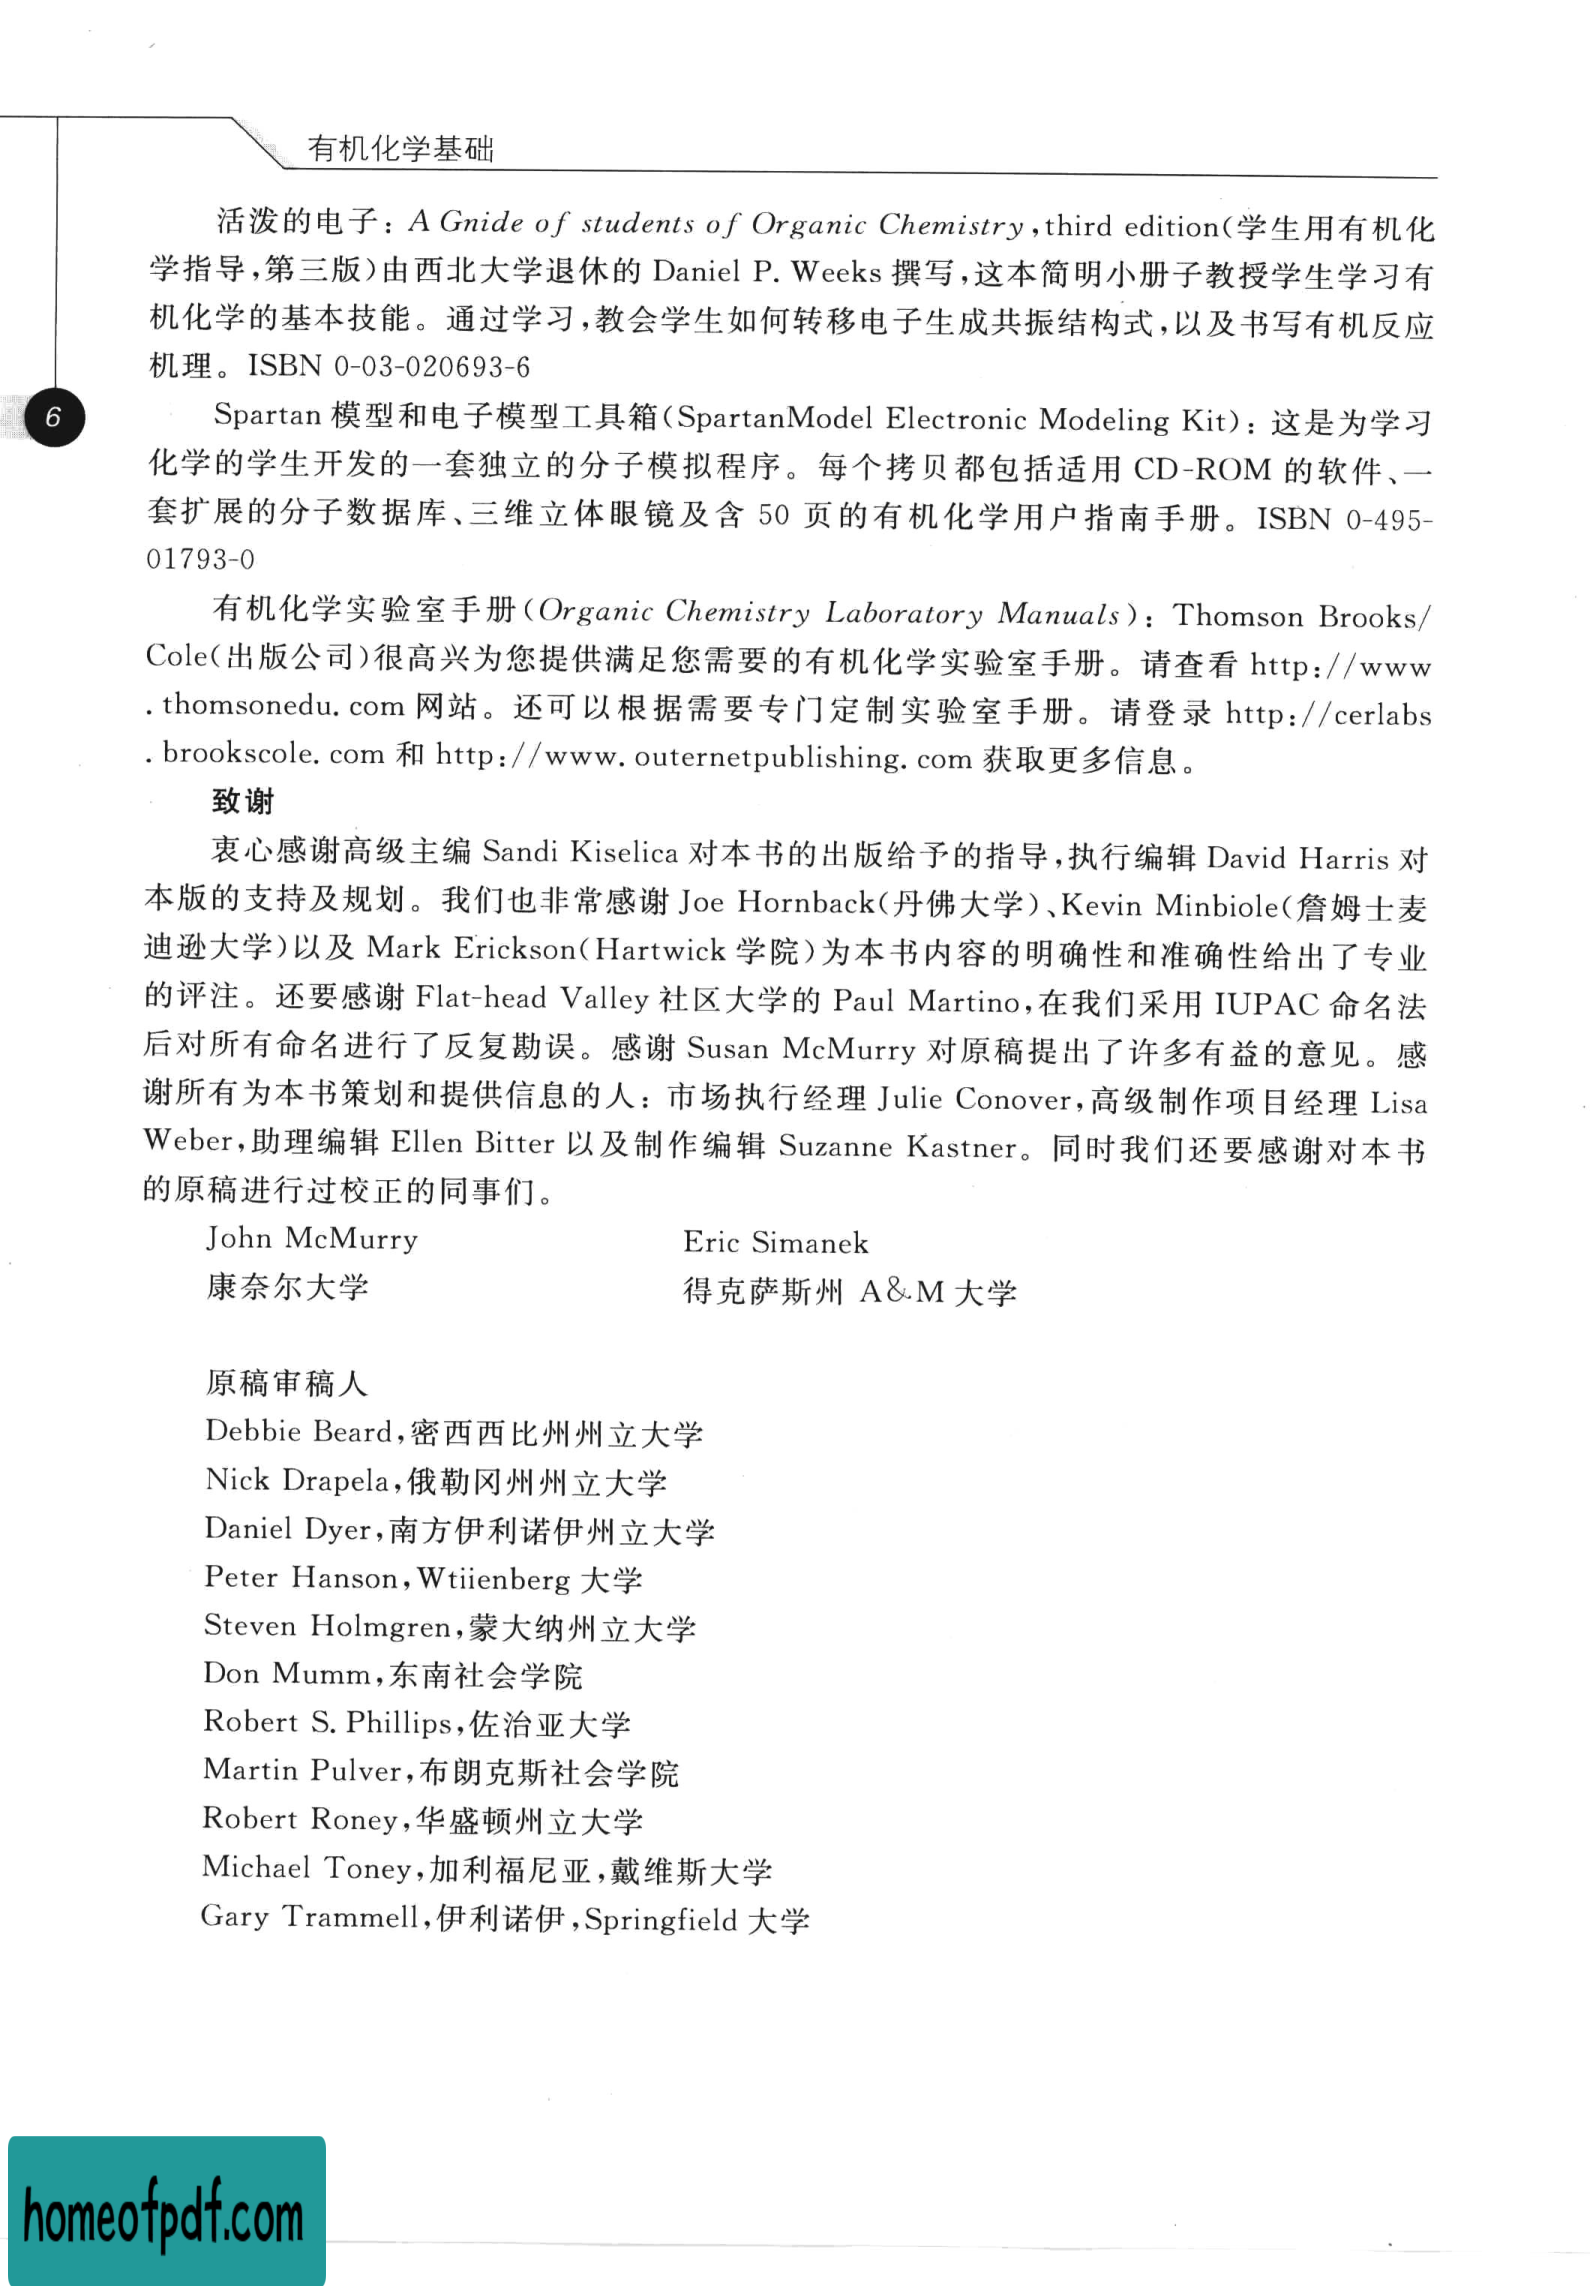 有机化学基础
活泼的电子: A Gnide of students of Organic Chemistry,third edition(学生用有机化
学指导,第三版)由西北大学退休的 Daniel P. Weeks 撰写,这本简明小册子教授学生学习有
机化学的基本技能。通过学习,教会学生如何转移电子生成共振结构式,以及书写有机反应
机理。ISBN 0-03-020693-6
6
Spartan 模型和电子模型工具箱(SpartanModel Electronic Modeling Kit): 这是为学习
化学的学生开发的一套独立的分子模拟程序。每个拷贝都包括适用 CD-ROM 的软件、一
套扩展的分子数据库、三维立体眼镜及含 50 页的有机化学用户指南手册。ISBN 0-495-
01793-0
有机化学实验室手册(Organic Chemistry Laboratory Manuals): Thomson Brooks/
Cole(出版公司)很高兴为您提供满足您需要的有机化学实验室手册。请查看 http://www
. thomsonedu. com 网站。还可以根据需要专门定制实验室手册。请登录 http://cerlabs
. brookscole. com 和 http://www. outernetpublishing. com 获取更多信息。
致谢
衷心感谢高级主编 Sandi Kiselica 对本书的出版给予的指导,执行编辑 David Harris 对
本版的支持及规划。我们也非常感谢 Joe Hornback(丹佛大学)、Kevin Minbiole(詹姆士麦
迪逊大学)以及 Mark Erickson(Hartwick 学院)为本书内容的明确性和准确性给出了专业
的评注。还要感谢 Flat-head Valley 社区大学的 Paul Martino,在我们采用 IUPAC 命名法
后对所有命名进行了反复勘误。感谢 Susan McMurry 对原稿提出了许多有益的意见。感
谢所有为本书策划和提供信息的人: 市场执行经理 Julie Conover,高级制作项目经理 Lisa
Weber,助理编辑 Ellen Bitter 以及制作编辑 Suzanne Kastner。同时我们还要感谢对本书
的原稿进行过校正的同事们。
John McMurry Eric Simanek
康奈尔大学 得克萨斯州 A&M 大学
原稿审稿人
Debbie Beard,密西西比州州立大学
Nick Drapela,俄勒冈州州立大学
Daniel Dyer,南方伊利诺伊州立大学
Peter Hanson,Wtiienberg 大学
Steven Holmgren,蒙大纳州立大学
Don Mumm,东南社会学院
Robert S. Phillips,佐治亚大学
Martin Pulver,布朗克斯社会学院
Robert Roney,华盛顿州立大学
Michael Toney,加利福尼亚,戴维斯大学
Gary Trammell,伊利诺伊,Springfield 大学
homeofpdf.com